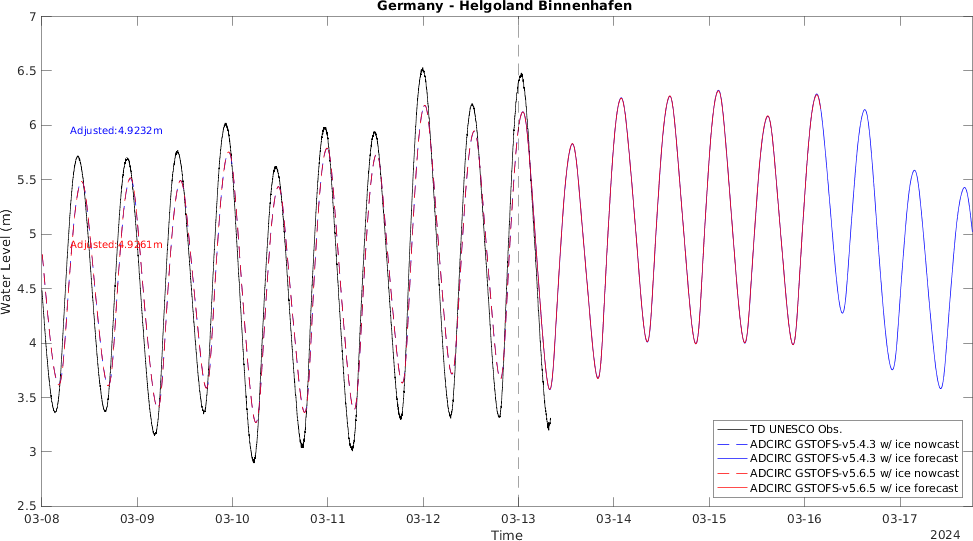 Germany - Helgoland Binnenhafen
7
6.5
6
5.5
5
4.5
4
3.5
3
2.5
Water Level (m)
Adjusted:4.9232m
Adjusted:4.9261m
TD UNESCO Obs.
ADCIRC GSTOFS-v5.4.3 w/ ice nowcast
ADCIRC GSTOFS-v5.4.3 w/ ice forecast
ADCIRC GSTOFS-v5.6.5 w/ ice nowcast
ADCIRC GSTOFS-v5.6.5 w/ ice forecast
03-08 03-09 03-10 03-11 03-12 03-13 03-14 03-15 03-16 03-17
Time
2024